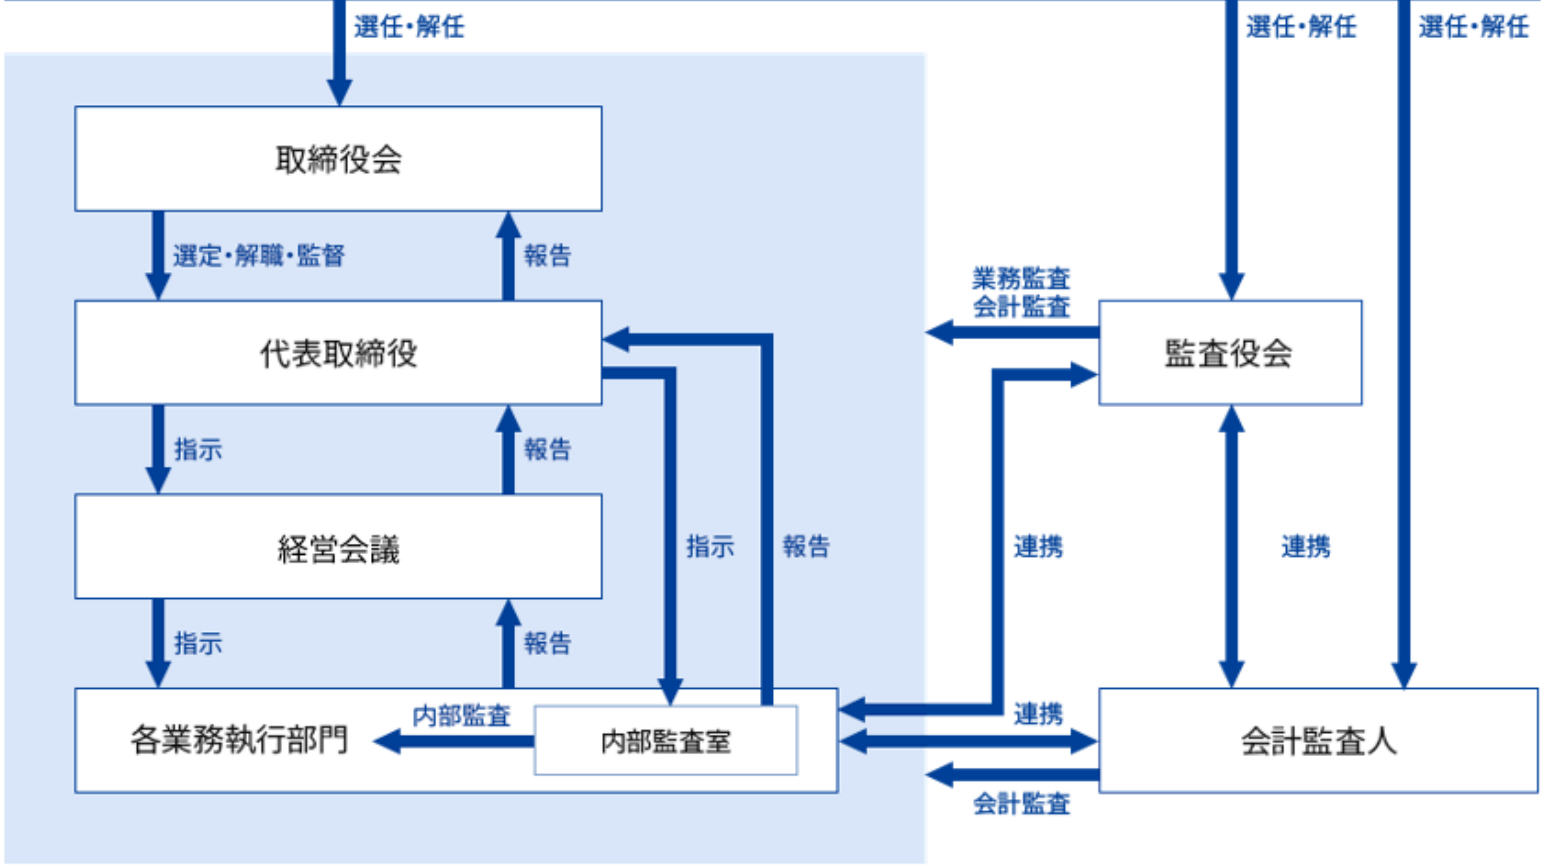 選任・解任
選任・解任
選任・解任
取締役会
選定・解職・監督
報告
業務監査
会計監査
代表取締役
監査役会
指示
報告
指示
報告
連携
連携
経営会議
指示
報告
内部監査
連携
各業務執行部門
内部監査室
会計監査人
会計監査